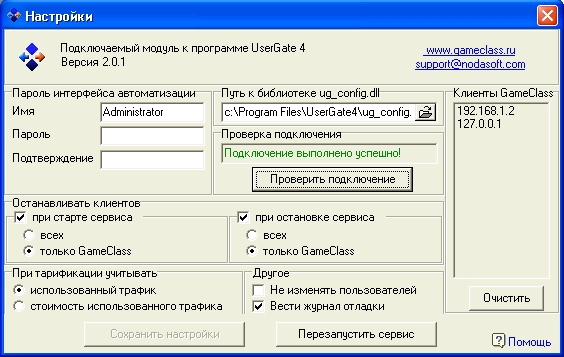 Настройки
Подключаемый модуль к программе UserGate 4
Версия 2.0.1
www.gameclass.ru
support@nodasoft.com
Пароль интерфейса автоматизации
Имя
Administrator
Пароль
Подтверждение
Путь к библиотеке ug_config.dll
c:\Program Files\UserGate4\ug_config.
Проверка подключения
Подключение выполнено успешно!
Проверить подключение
Клиенты GameClass
192.168.1.2
127.0.0.1
Останавливать клиентов
при старте сервиса
всех
только GameClass
при остановке сервиса
всех
только GameClass
При тарификации учитывать
использованный трафик
стоимость использованного трафика
Другое
Не изменять пользователей
Вести журнал отладки
Очистить
Сохранить настройки
Перезапустить сервис
Помощь